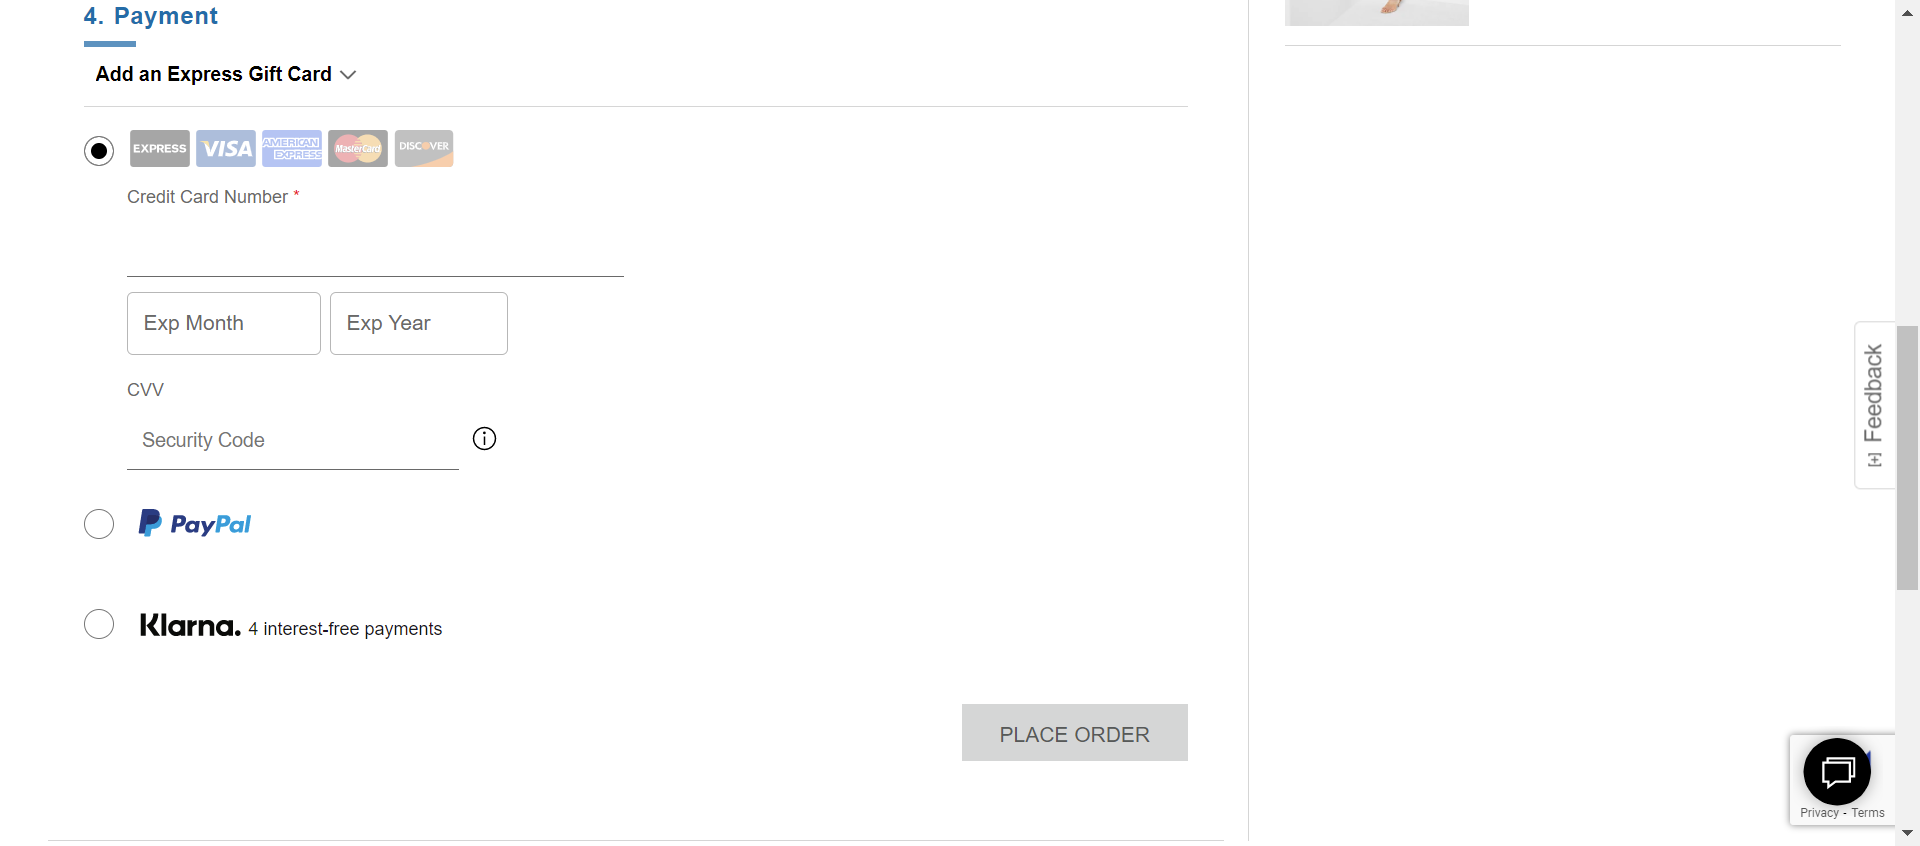 4. Payment
Add an Express Gift Card
EXPRESS VISA AMERICAN EXPRESS MasterCard DISCOVER
Credit Card Number *
Exp Month Exp Year
CVV
Security Code
PayPal
Klarna. 4 interest-free payments
PLACE ORDER
[+] Feedback
Privacy - Terms